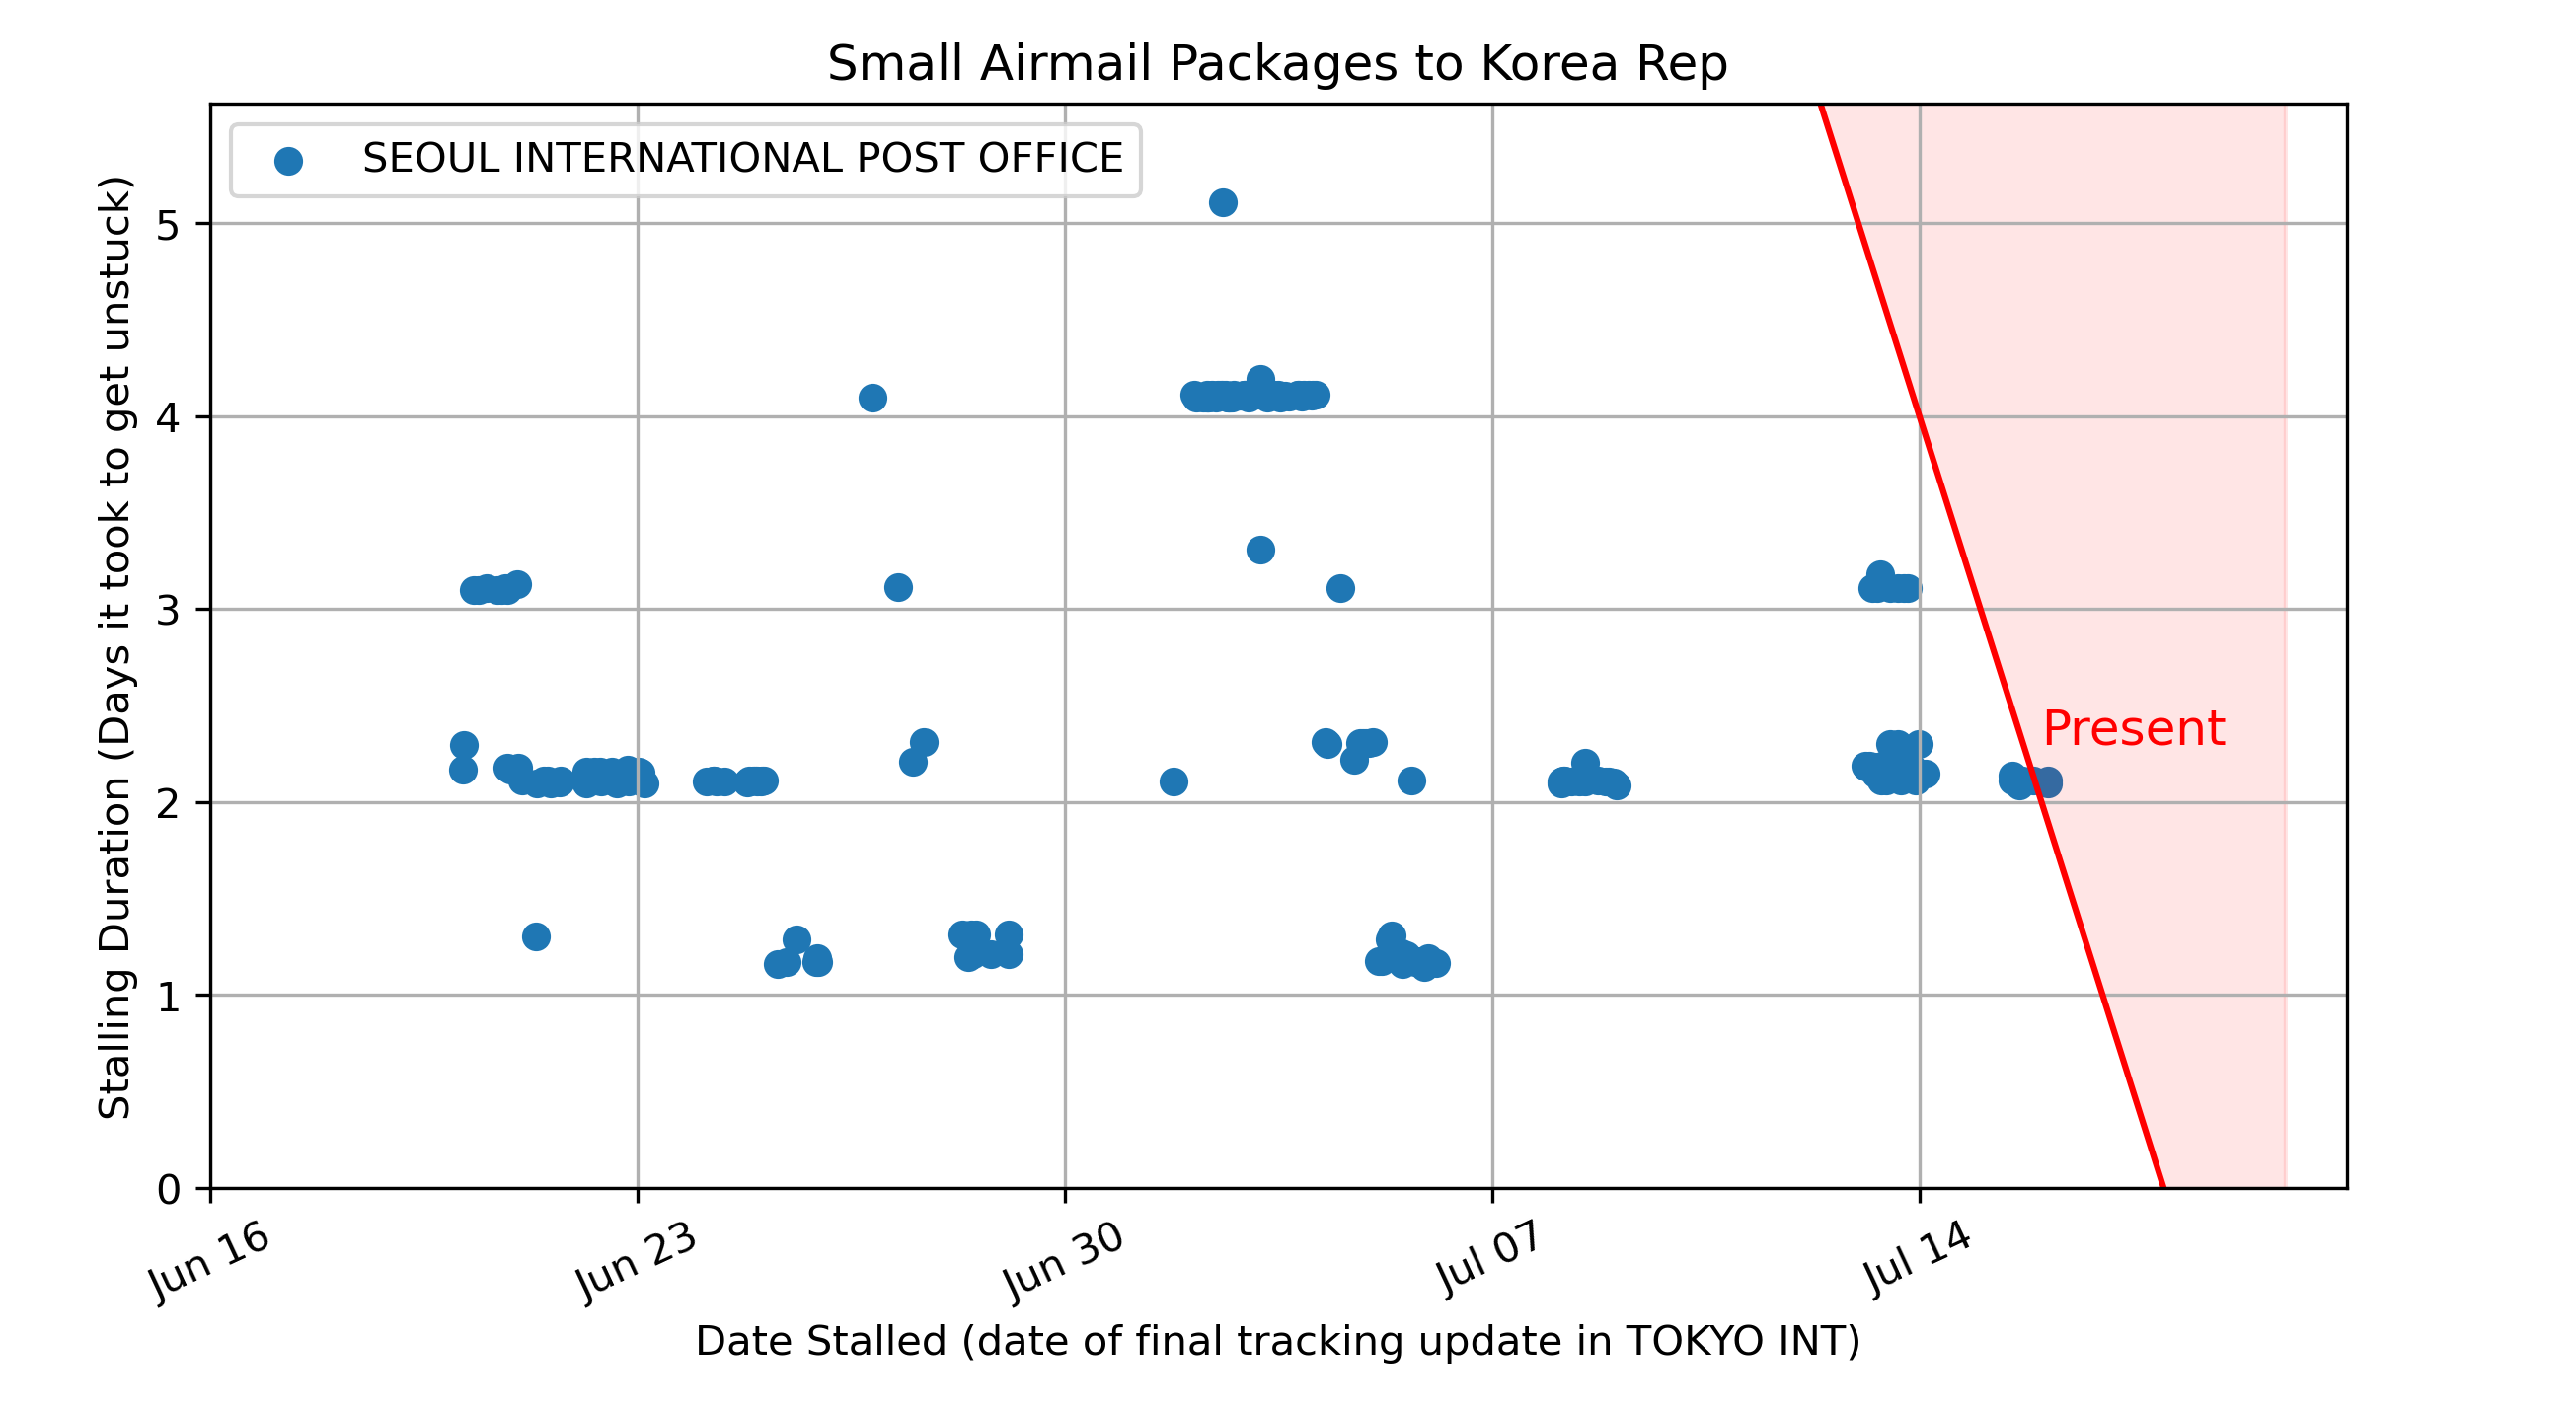 Small Airmail Packages to Korea Rep
SEOUL INTERNATIONAL POST OFFICE
Stalling Duration (Days it took to get unstuck)
5
4
3
2
1
0
Present
Jun 16
Jun 23
Jun 30
Jul 07
Jul 14
Date Stalled (date of final tracking update in TOKYO INT)